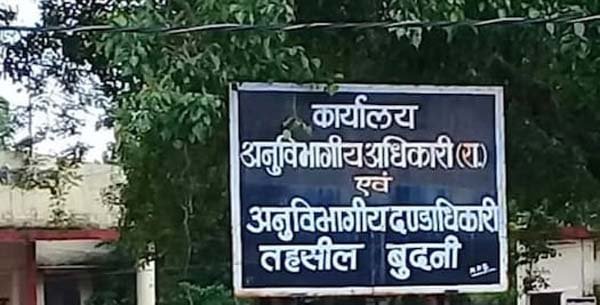 कार्यालय
अनुविभागीय अधिकारी (रा.)
एवं
अनुविभागीय दण्डाधिकारी
तहसील बुदनी